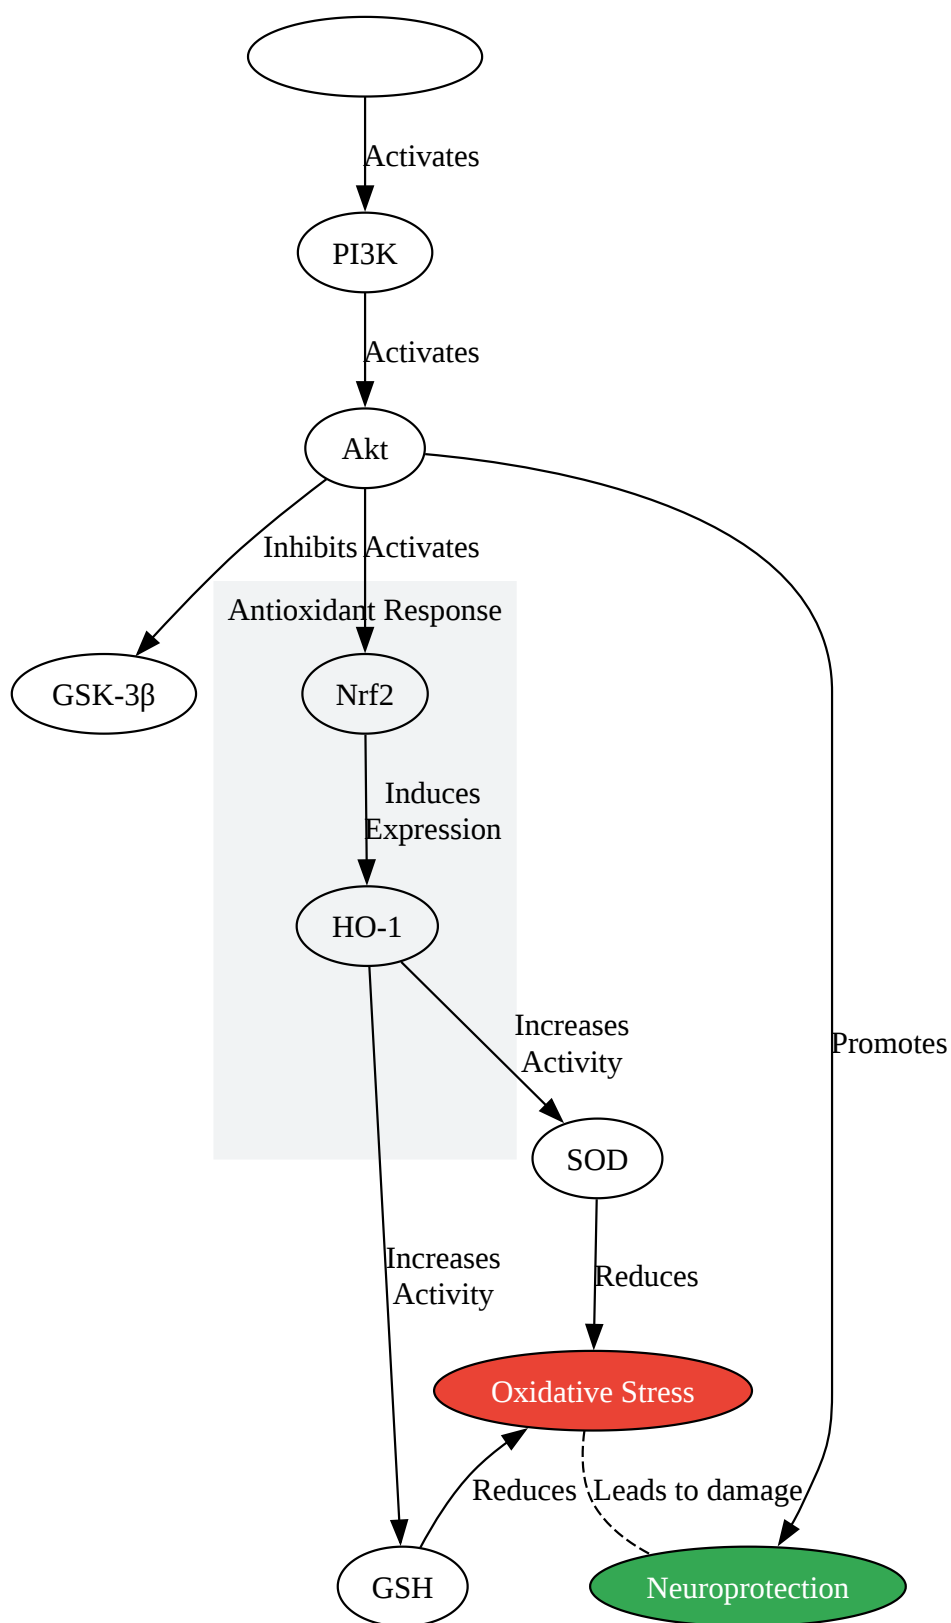 Activates
PI3K
Activates
Akt
Inhibits
Activates
Antioxidant Response
GSK-3β
Nrf2
Induces
Expression
HO-1
Increases
Activity
Promotes
SOD
Increases
Activity
Reduces
Oxidative Stress
Reduces
Leads to damage
GSH
Neuroprotection